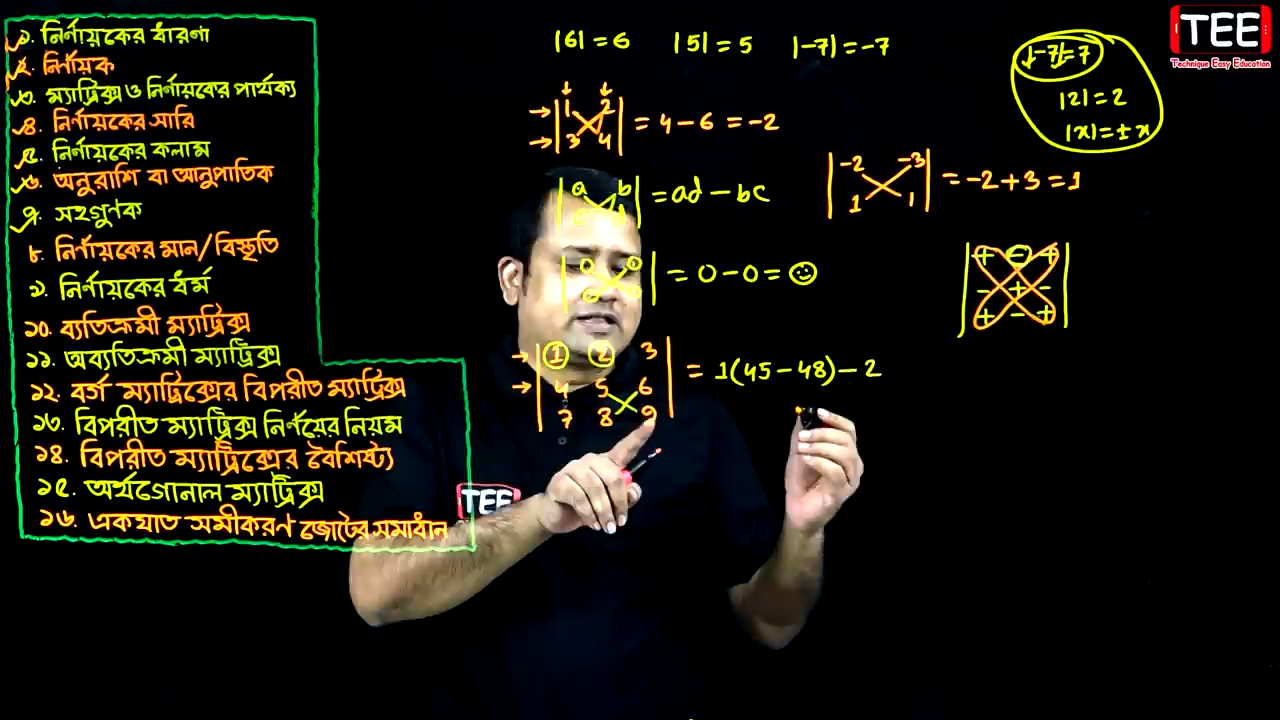 ১. নির্ণায়কের ধারণা
২. নির্ণায়ক
৩. ম্যাট্রিক্স ও নির্ণায়কের পার্থক্য
৪. নির্ণায়কের সারি
৫. নির্ণায়কের কলাম
৬. অনুরাশি বা আনুপাতিক
৭. সহগুণক
৮. নির্ণায়কের মান/বিস্তৃতি
৯. নির্ণায়কের ধর্ম
১০. ব্যতিক্রমী ম্যাট্রিক্স
১১. অব্যতিক্রমী ম্যাট্রিক্স
১২. বর্গ ম্যাট্রিক্সের বিপরীত ম্যাট্রিক্স
১৩. বিপরীত ম্যাট্রিক্স নির্ণয়ের নিয়ম
১৪. বিপরীত ম্যাট্রিক্সের বৈশিষ্ট্য
১৫. অর্থগোনাল ম্যাট্রিক্স
১৬. একঘাত সমীকরণ জোটের সমাধান
|6| = 6 |5| = 5 |-7| = -7
1 2
3 4
= 4 - 6 = -2
a b
= ad - bc
= 0 - 0 = ☺
1 2 3
4 5 6
7 8 9
= 1(45 - 48) - 2
|-7| = 7
|2| = 2
|x| = ± x
-2 -3
1 1
= -2 + 3 = 1
+ - +
- + -
+ - +
TEE
Technique Easy Education
TEE